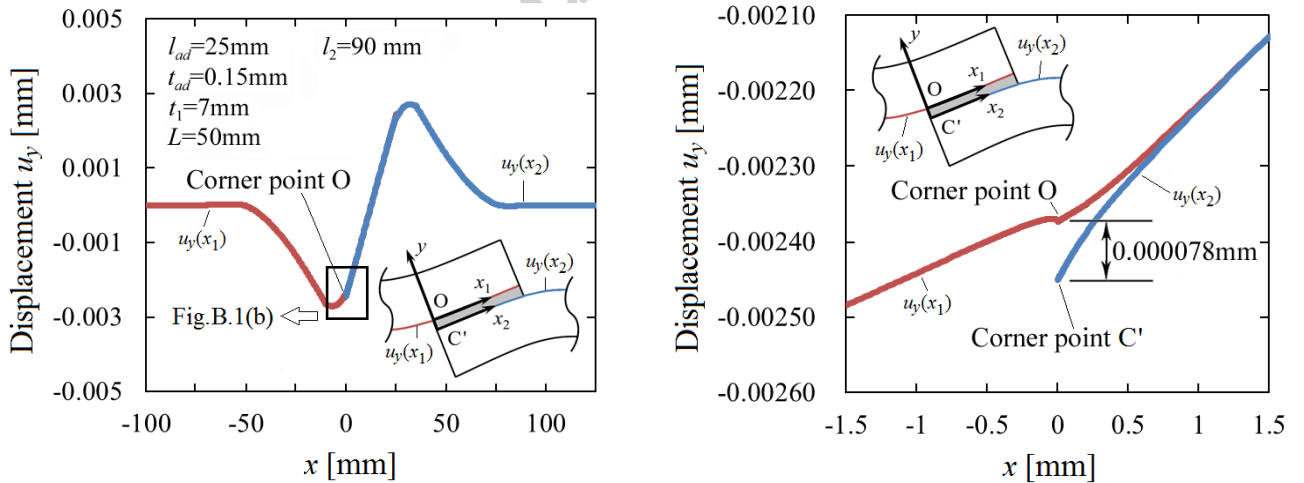 Displacement u_y [mm]
0.005
0.003
0.001
-0.001
-0.003
-0.005
l_ad=25mm
l_2=90 mm
t_ad=0.15mm
t_1=7mm
L=50mm
Corner point O
u_y(x_2)
u_y(x_1)
Fig.B.1(b)
y
O
x_1
u_y(x_2)
x_2
C'
u_y(x_1)
-100
-50
0
50
100
x [mm]
Displacement u_y [mm]
-0.00210
-0.00220
-0.00230
-0.00240
-0.00250
-0.00260
y
O
x_1
u_y(x_2)
C'
x_2
u_y(x_1)
Corner point O
u_y(x_2)
0.000078mm
u_y(x_1)
Corner point C'
-1.5
-1
-0.5
0
0.5
1
1.5
x [mm]